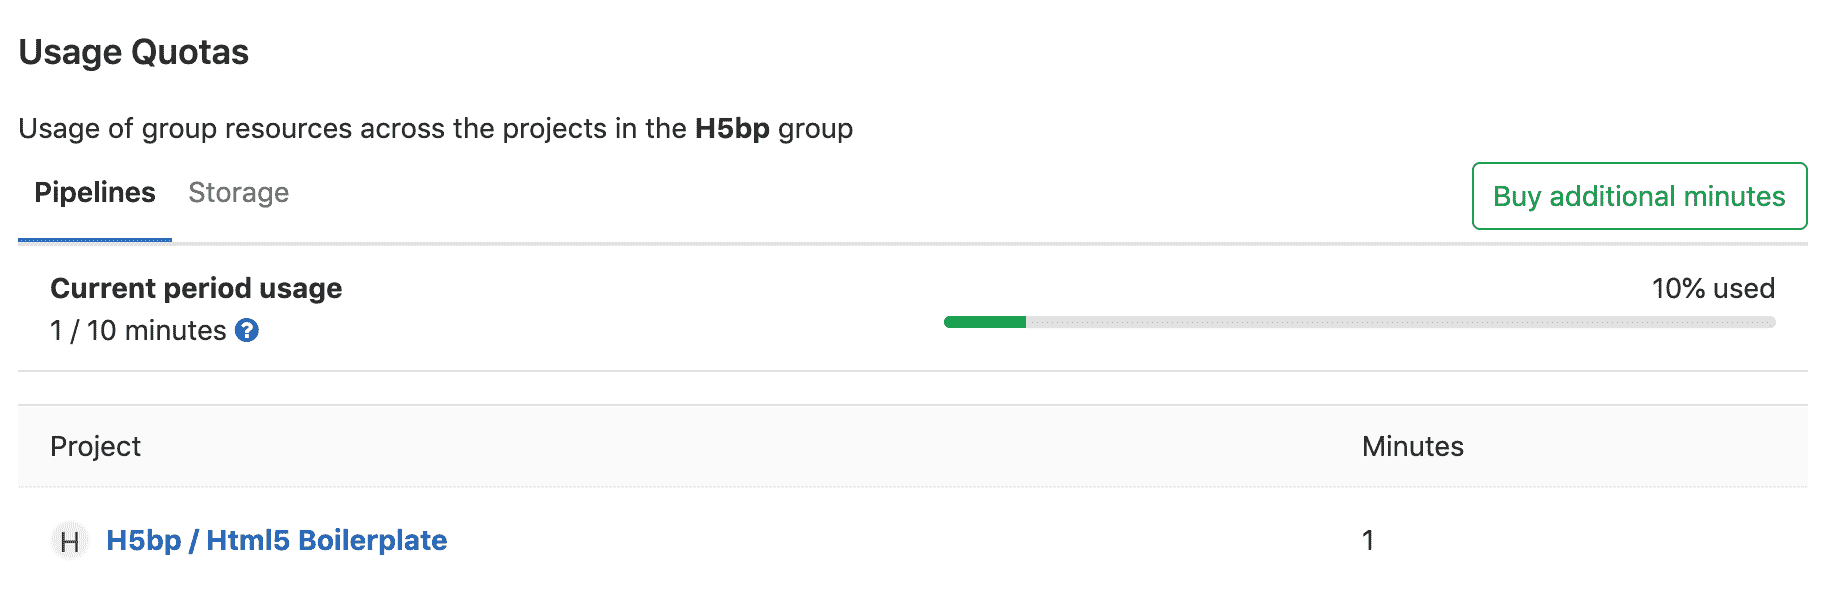 Usage Quotas
Usage of group resources across the projects in the H5bp group
Pipelines Storage
Buy additional minutes
Current period usage
10% used
1 / 10 minutes ?
Project Minutes
H H5bp / Html5 Boilerplate 1